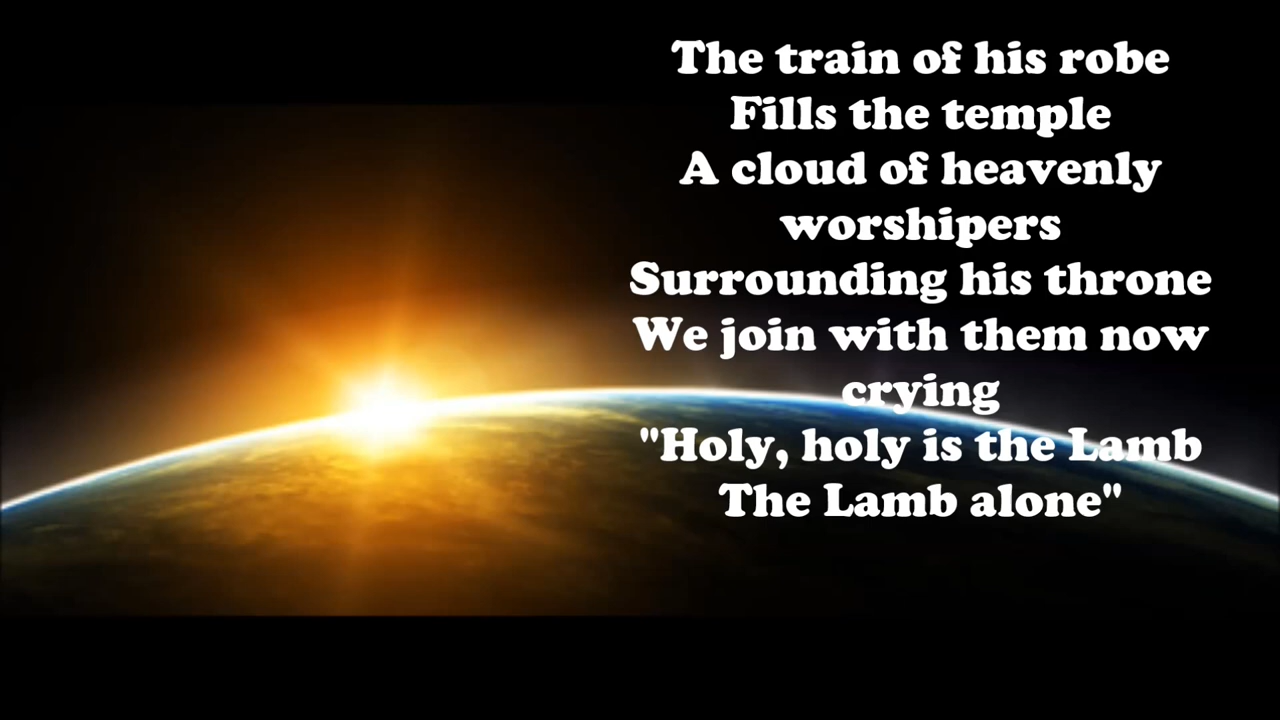 The train of his robe
Fills the temple
A cloud of heavenly
worshipers
Surrounding his throne
We join with them now
crying
"Holy, holy is the Lamb
The Lamb alone"